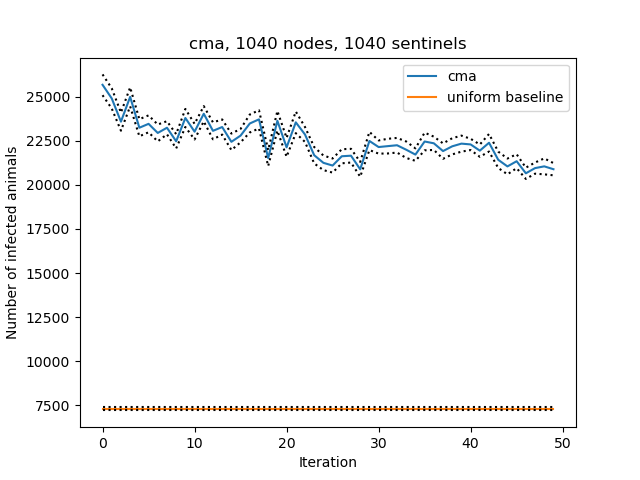 cma, 1040 nodes, 1040 sentinels
cma
uniform baseline
Number of infected animals
25000
22500
20000
17500
15000
12500
10000
7500
0 10 20 30 40 50
Iteration